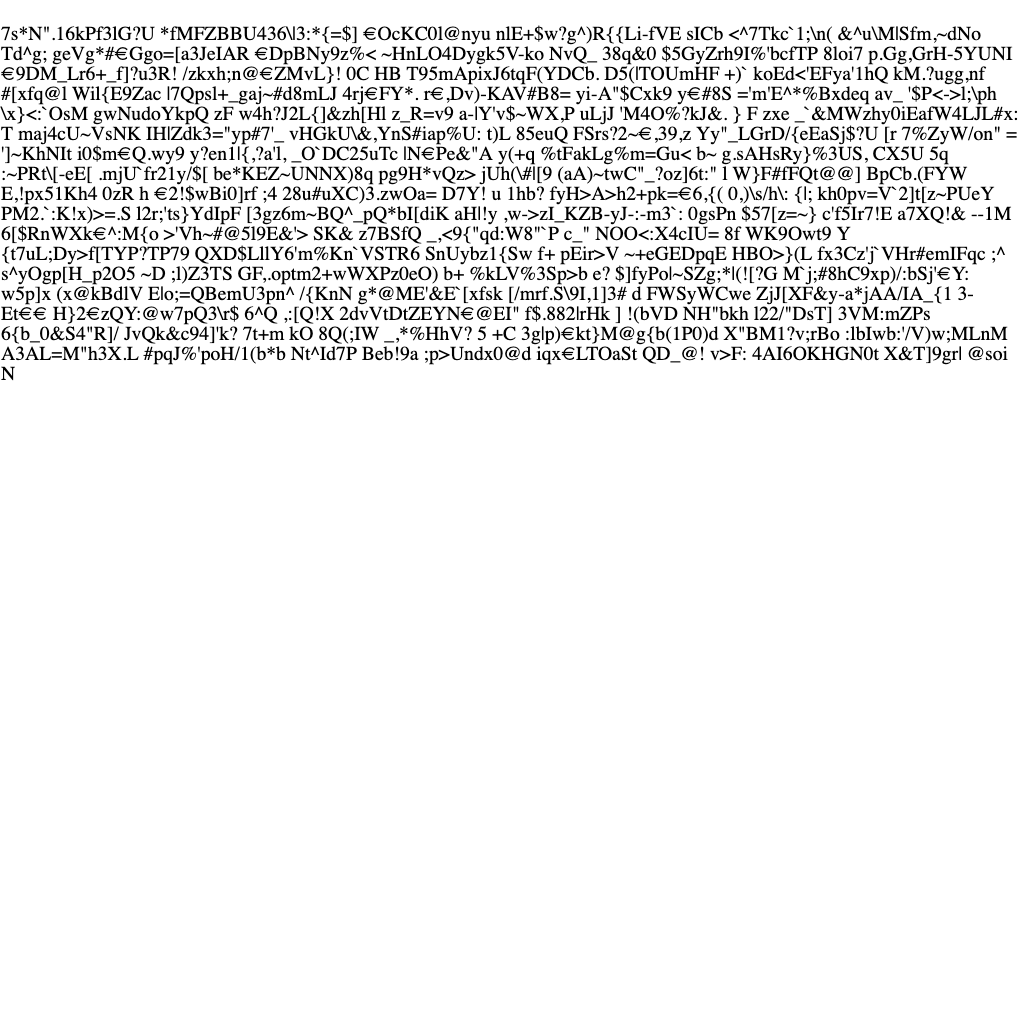 7s*N".16kPf3lG?U *fMFZBBU436\l3:*{=$] €OcKC0l@nyu nlE+$w?g^)R{{Li-fVE sICb <^7Tkc`1;\n( &^u\M|Sfm,~dNo
Td^g; geVg*#€Ggo=[a3JeIAR €DpBNy9z%< ~HnLO4Dygk5V-ko NvQ_ 38q&0 $5GyZrh9I%'bcfTP 8loi7 p.Gg,GrH-5YUNI
€9DM_Lr6+_f]?u3R! /zkxh;n@€ZMvL}! 0C HB T95mApixJ6tqF(YDCb. D5(|TOUmHF +)` koEd<'EFya'1hQ kM.?ugg,nf
#[xfq@l Wil{E9Zac |7Qpsl+_gaj~#d8mLJ 4rj€FY*. r€,Dv)-KAV#B8= yi-A"$Cxk9 y€#8S ='m'E^*%Bxdeq av_ '$P<->l;\ph
\x}<:`OsM gwNudoYkpQ zF w4h?J2L{]&zh[Hl z_R=v9 a-|Y'v$~WX,P uLjJ 'M4O%?kJ&. } F zxe _`&MWzhy0iEafW4LJL#x:
T maj4cU~VsNK IH|Zdk3="yp#7'_ vHGkU\&,YnS#iap%U: t)L 85euQ FSrs?2~€,39,z Yy"_LGrD/{eEaSj$?U [r 7%ZyW/on" =
']~KhNIt i0$m€Q.wy9 y?en1|{,?a'l, _O`DC25uTc |N€Pe&"A y(+q %tFakLg%m=Gu< b~ g.sAHsRy}%3US, CX5U 5q
:~PRt\[-eE[ .mjU`fr21y/$[ be*KEZ~UNNX)8q pg9H*vQz> jUh(\#|[9 (aA)~twC"_?oz]6t:" l W}F#fFQt@@] BpCb.(FYW
E,!px51Kh4 0zR h €2!$wBi0]rf ;4 28u#uXC)3.zwOa= D7Y! u 1hb? fyH>A>h2+pk=€6,{( 0,)\s/h\: {|; kh0pv=V`2]t[z~PUeY
PM2.`:K!x)>=.S l2r;'ts}YdIpF [3gz6m~BQ^_pQ*bI[diK aHl!y ,w->zI_KZB-yJ-:-m3`: 0gsPn $57[z=~} c'f5Ir7!E a7XQ!& --1M
6[$RnWXk€^:M{o >'Vh~#@5l9E&'> SK& z7BSfQ _,<9{"qd:W8"`P c_" NOO<:X4cIU= 8f WK9Owt9 Y
{t7uL;Dy>f[TYP?TP79 QXD$LllY6'm%Kn`VSTR6 SnUybz1{Sw f+ pEir>V ~+eGEDpqE HBO>}(L fx3Cz'j`VHr#emIFqc ;^
s^yOgp[H_p2O5 ~D ;l)Z3TS GF,.optm2+wWXPz0eO) b+ %kLV%3Sp>b e? $]fyPo|~SZg;*|(![?G M`j;#8hC9xp)/:bSj'€Y:
w5p]x (x@kBdlV E|o;=QBemU3pn^ /{KnN g*@ME'&E`[xfsk [/mrf.S\9I,1]3# d FWSyWCwe ZjJ[XF&y-a*jAA/IA_{1 3-
Et€€ H}2€zQY:@w7pQ3\r$ 6^Q ,:[Q!X 2dvVtDtZEYN€@EI" f$.882|rHk ] !(bVD NH"bkh l22/"DsT] 3VM:mZPs
6{b_0&S4"R]/ JvQk&c94]'k? 7t+m kO 8Q(;IW _,*%HhV? 5 +C 3g|p)€kt}M@g{b(1P0)d X"BM1?v;rBo :lbIwb:'/V)w;MLnM
A3AL=M"h3X.L #pqJ%'poH/1(b*b Nt^Id7P Beb!9a ;p>Undx0@d iqx€LTOaSt QD_@! v>F: 4AI6OKHGN0t X&T]9gr| @soi
N